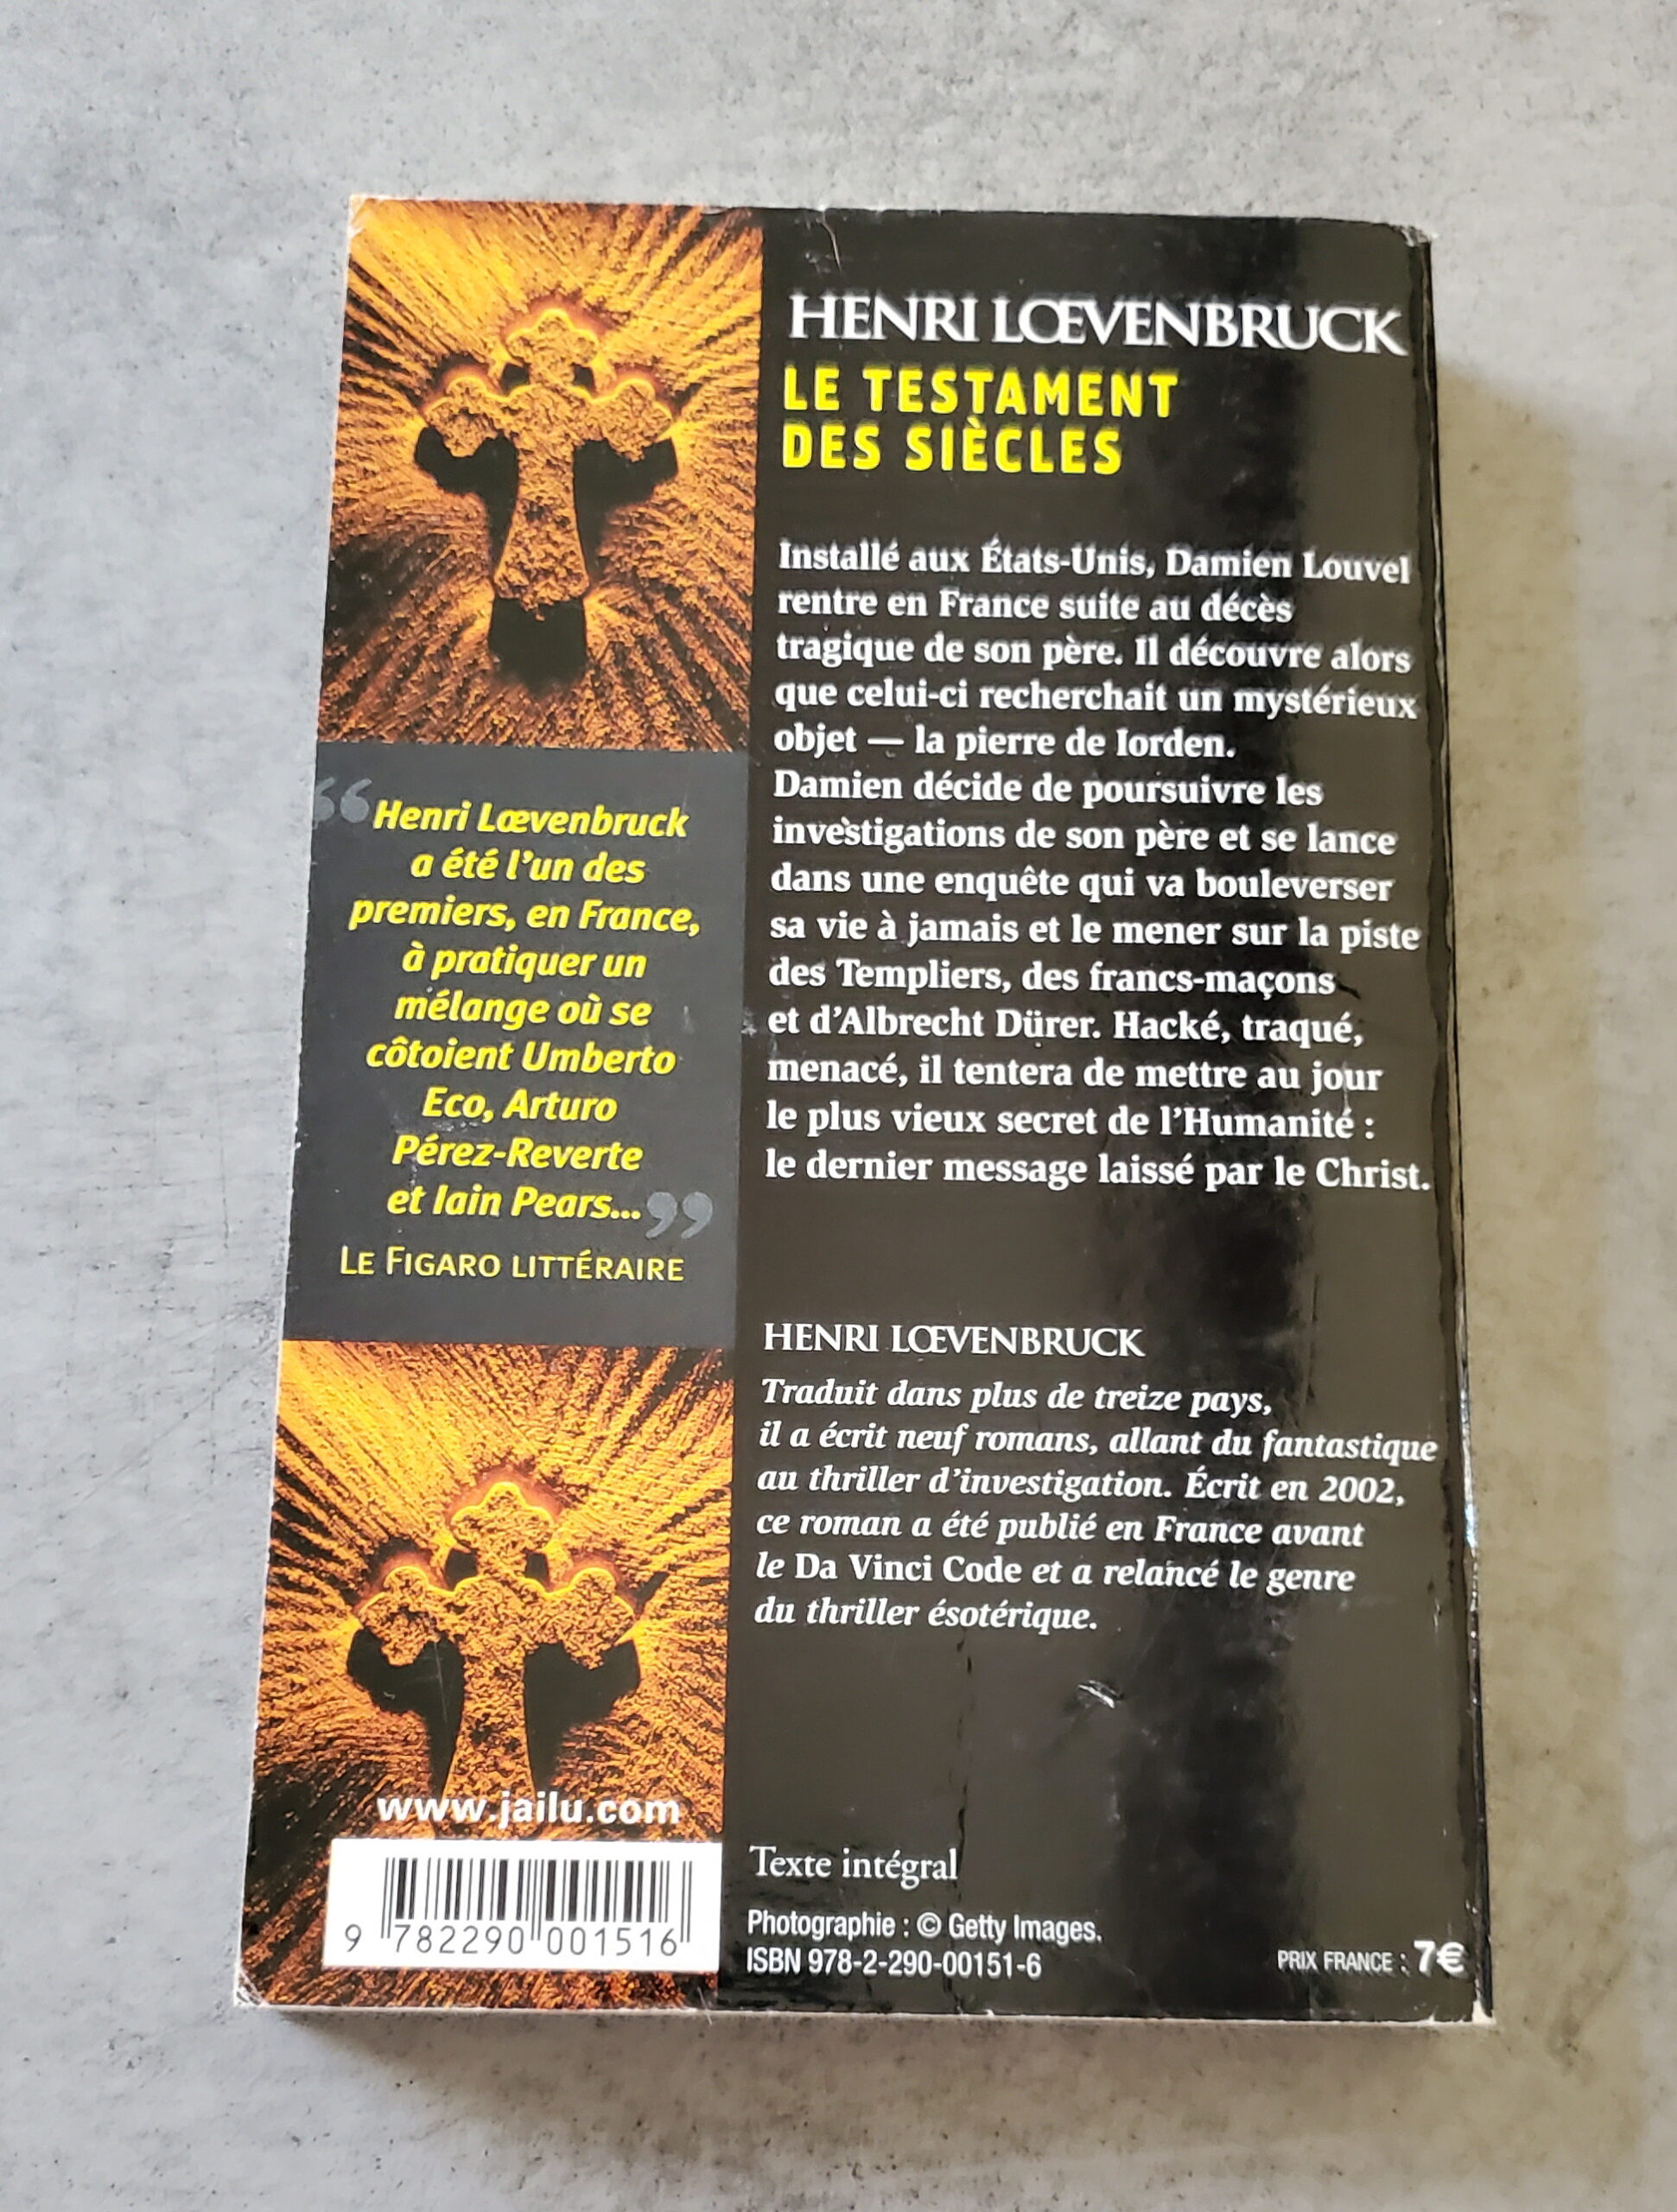 HENRI LŒVENBRUCK
LE TESTAMENT
DES SIÈCLES
Installé aux États-Unis, Damien Louvel
rentre en France suite au décès
tragique de son père. Il découvre alors
que celui-ci recherchait un mystérieux
objet — la pierre de Iorden.
Damien décide de poursuivre les
investigations de son père et se lance
dans une enquête qui va bouleverser
sa vie à jamais et le mener sur la piste
des Templiers, des francs-maçons
et d'Albrecht Dürer. Hacké, traqué,
menacé, il tentera de mettre au jour
le plus vieux secret de l'Humanité :
le dernier message laissé par le Christ.
“Henri Lœvenbruck
a été l'un des
premiers, en France,
à pratiquer un
mélange où se
côtoient Umberto
Eco, Arturo
Pérez-Reverte
et Iain Pears...”
LE FIGARO LITTÉRAIRE
HENRI LŒVENBRUCK
Traduit dans plus de treize pays,
il a écrit neuf romans, allant du fantastique
au thriller d'investigation. Écrit en 2002,
ce roman a été publié en France avant
le Da Vinci Code et a relancé le genre
du thriller ésotérique.
www.jailu.com
9 782290 001516
Texte intégral
Photographie : © Getty Images.
ISBN 978-2-290-00151-6
PRIX FRANCE : 7€